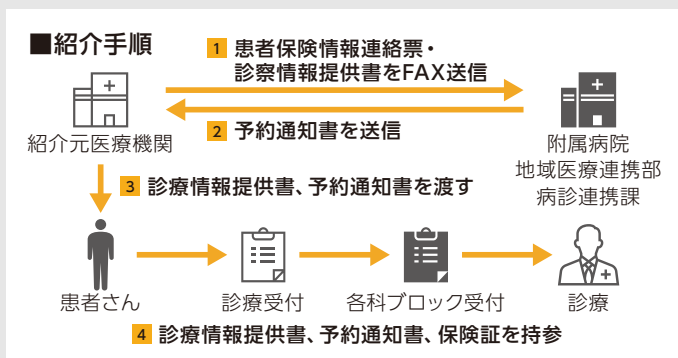 ■紹介手順
1 患者保険情報連絡票・
診察情報提供書をFAX送信
2 予約通知書を送信
紹介元医療機関
附属病院
地域医療連携部
病診連携課
3 診療情報提供書、予約通知書を渡す
患者さん
診療受付
各科ブロック受付
診療
4 診療情報提供書、予約通知書、保険証を持参